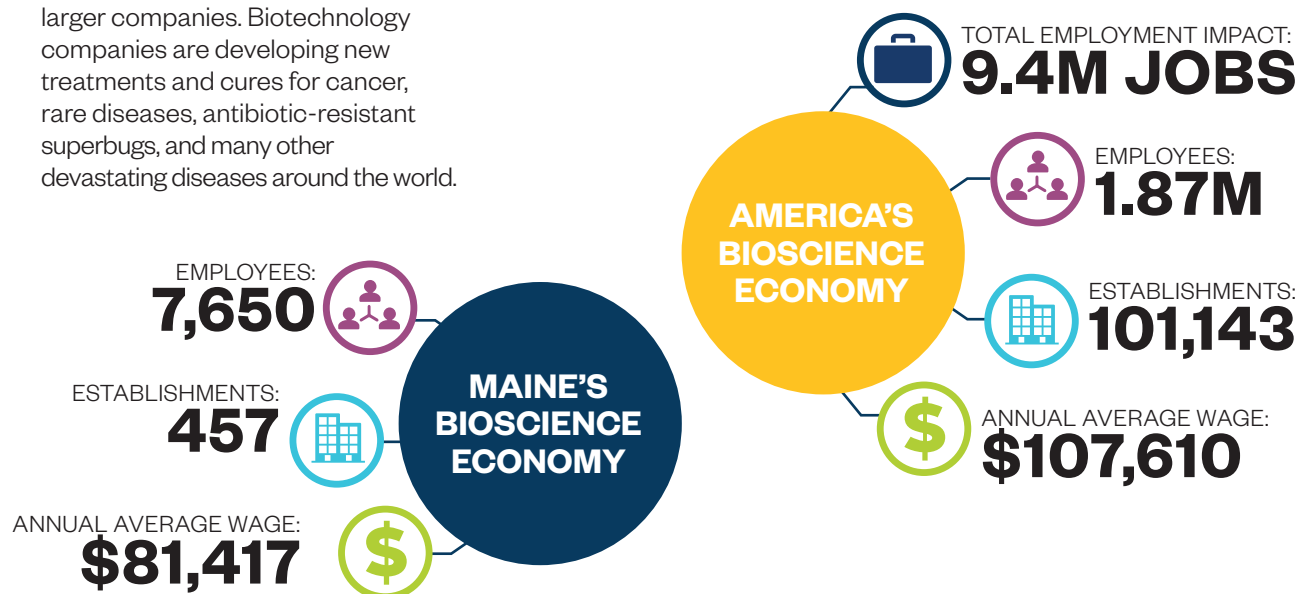 larger companies. Biotechnology
companies are developing new
treatments and cures for cancer,
rare diseases, antibiotic-resistant
superbugs, and many other
devastating diseases around the world.
EMPLOYEES:
7,650
ESTABLISHMENTS:
457
ANNUAL AVERAGE WAGE:
$81,417
MAINE'S
BIOSCIENCE
ECONOMY
AMERICA'S
BIOSCIENCE
ECONOMY
TOTAL EMPLOYMENT IMPACT:
9.4M JOBS
EMPLOYEES:
1.87M
ESTABLISHMENTS:
101,143
$
ANNUAL AVERAGE WAGE:
$107,610
$